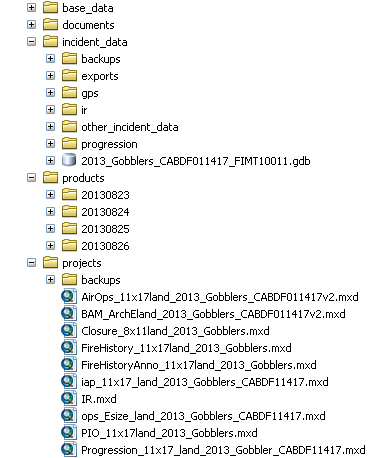 base_data
documents
incident_data
backups
exports
gps
ir
other_incident_data
progression
2013_Gobblers_CABDF011417_FIMT10011.gdb
products
20130823
20130824
20130825
20130826
projects
backups
AirOps_11x17land_2013_Gobblers_CABDF011417v2.mxd
BAM_ArchEland_2013_Gobblers_CABDF011417v2.mxd
Closure_8x11land_2013_Gobblers.mxd
FireHistory_11x17land_2013_Gobblers.mxd
FireHistoryAnno_11x17land_2013_Gobblers.mxd
iap_11x17_land_2013_Gobblers_CABDF11417.mxd
IR.mxd
ops_Esize_land_2013_Gobblers_CABDF11417.mxd
PIO_11x17land_2013_Gobblers.mxd
Progression_11x17_land_2013_Gobbler_CABDF11417.mxd